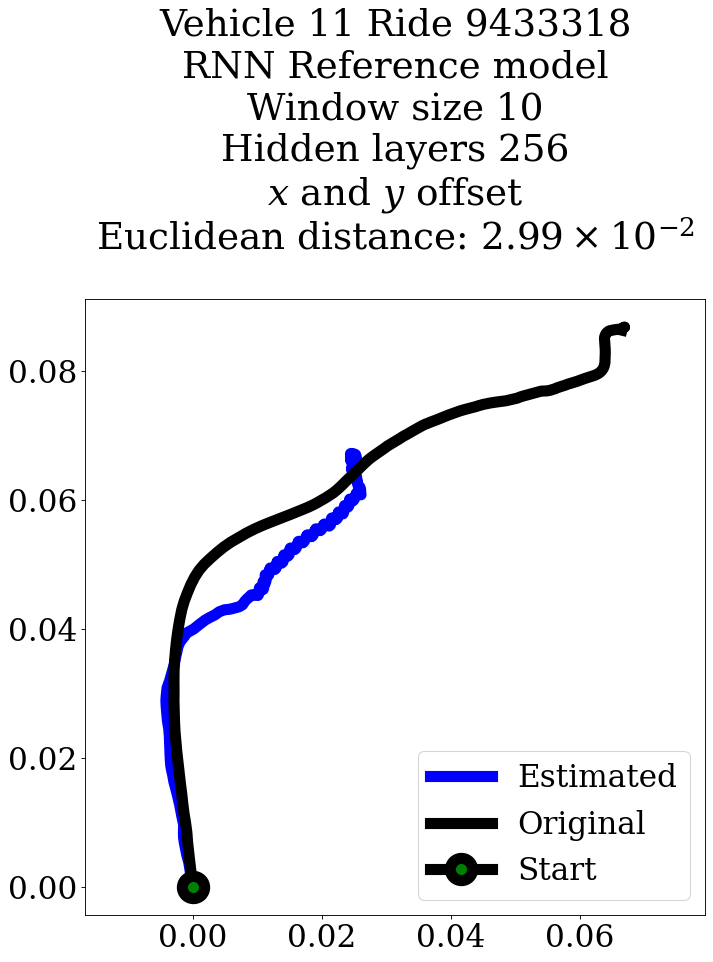 Vehicle 11 Ride 9433318
RNN Reference model
Window size 10
Hidden layers 256
x and y offset
Euclidean distance: 2.99 × 10⁻²
0.08
0.06
0.04
0.02
0.00
Estimated
Original
Start
0.00 0.02 0.04 0.06